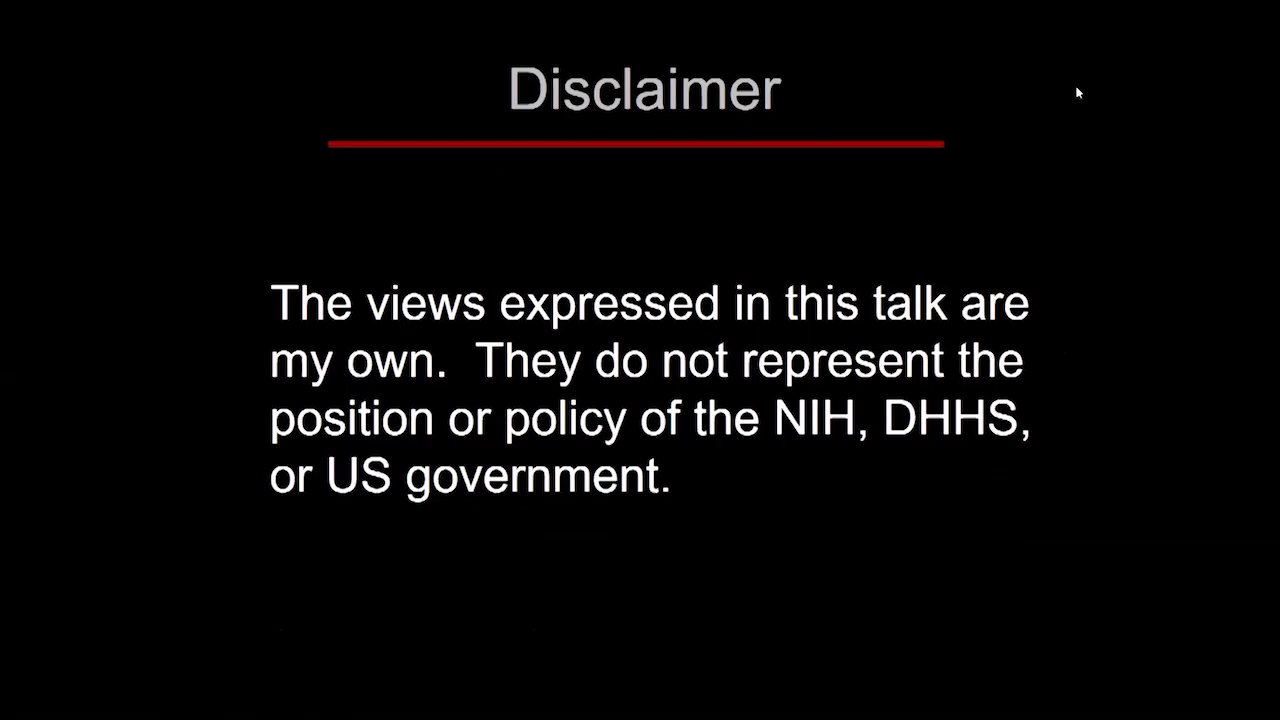 Disclaimer
The views expressed in this talk are
my own.  They do not represent the
position or policy of the NIH, DHHS,
or US government.